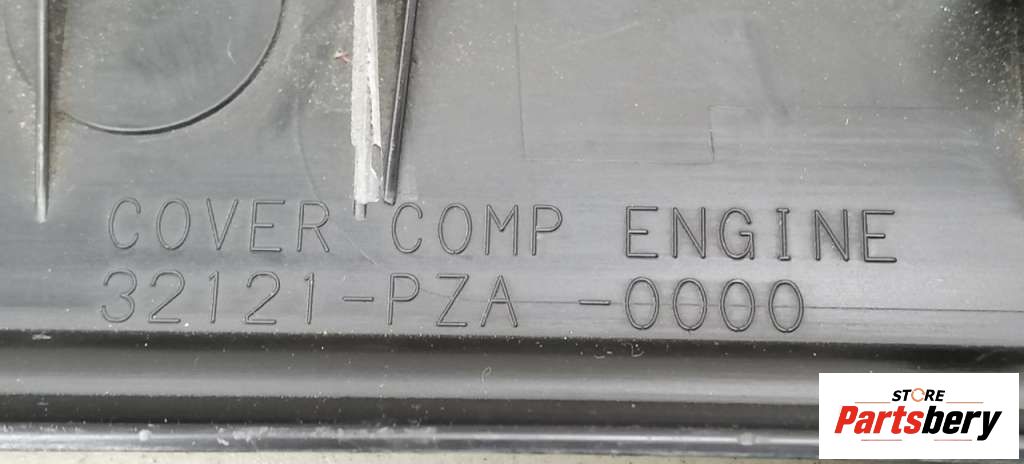 COVER COMP ENGINE
32121-PZA -0000
STORE
Partsbery